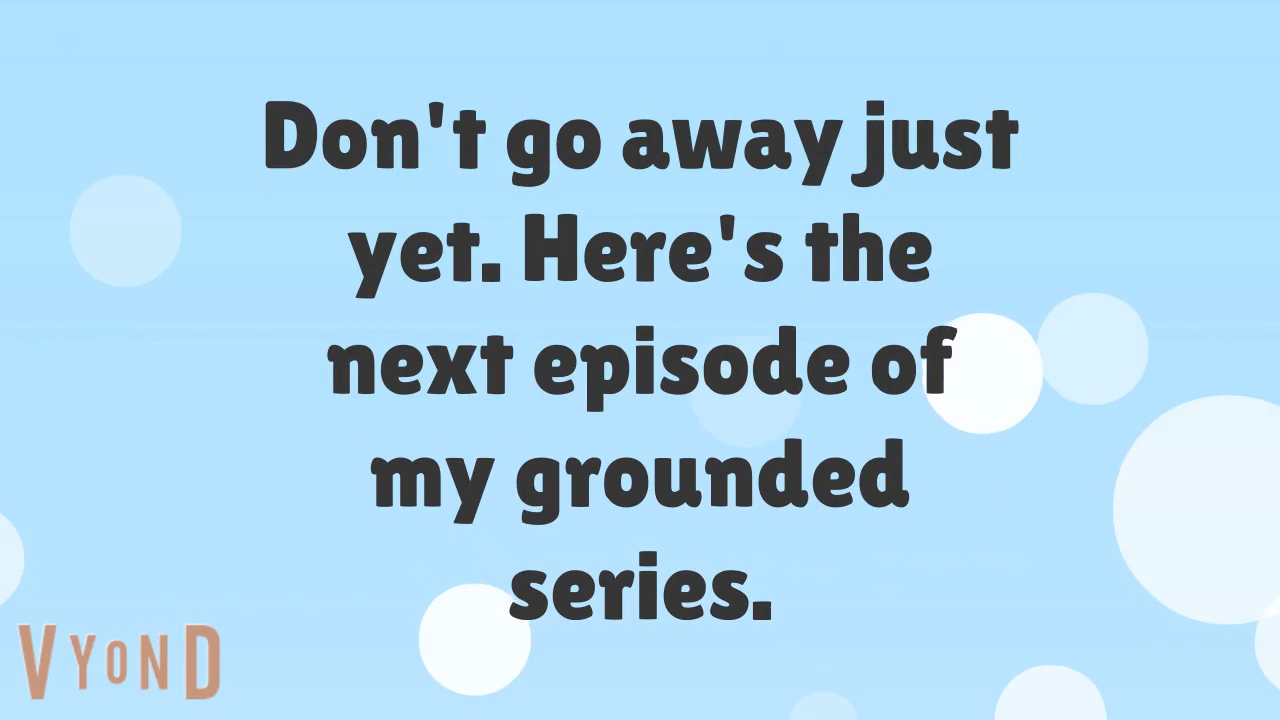 Don't go away just
yet. Here's the
next episode of
my grounded
series.
VYOND